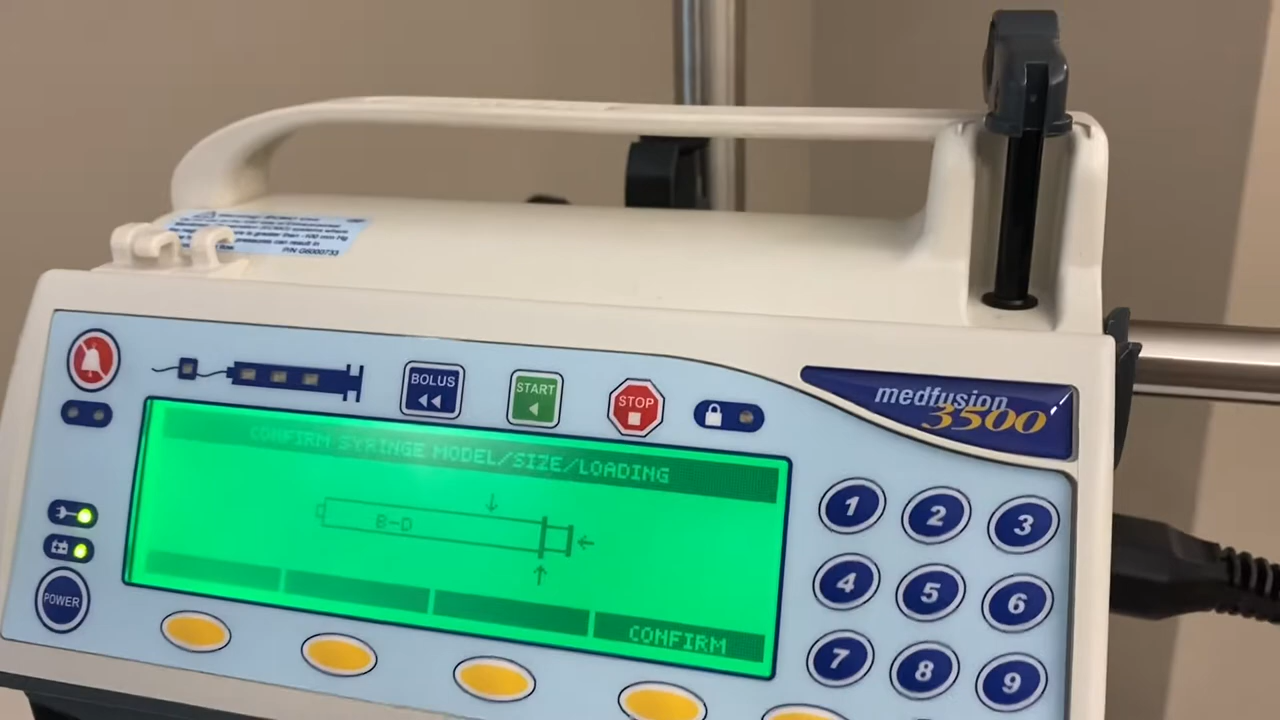 P/N G6000733
BOLUS
START
STOP
medfusion
3500
CONFIRM SYRINGE MODEL/SIZE/LOADING
B-D
CONFIRM
POWER
1 2 3
4 5 6
7 8 9